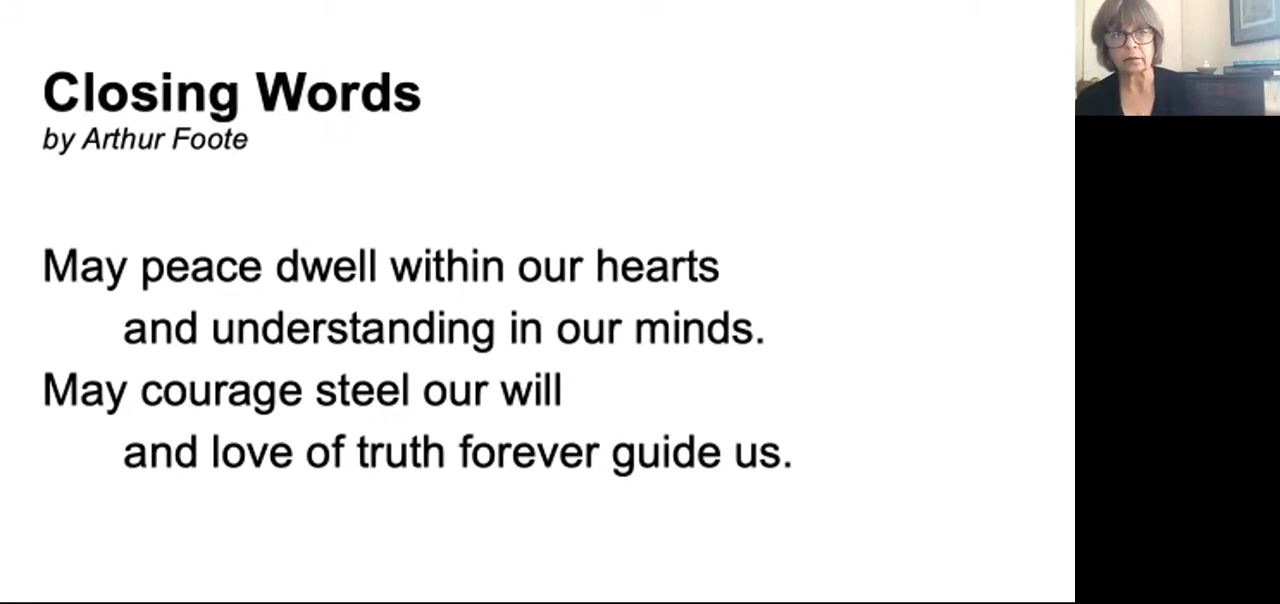 Closing Words
by Arthur Foote
May peace dwell within our hearts
and understanding in our minds.
May courage steel our will
and love of truth forever guide us.